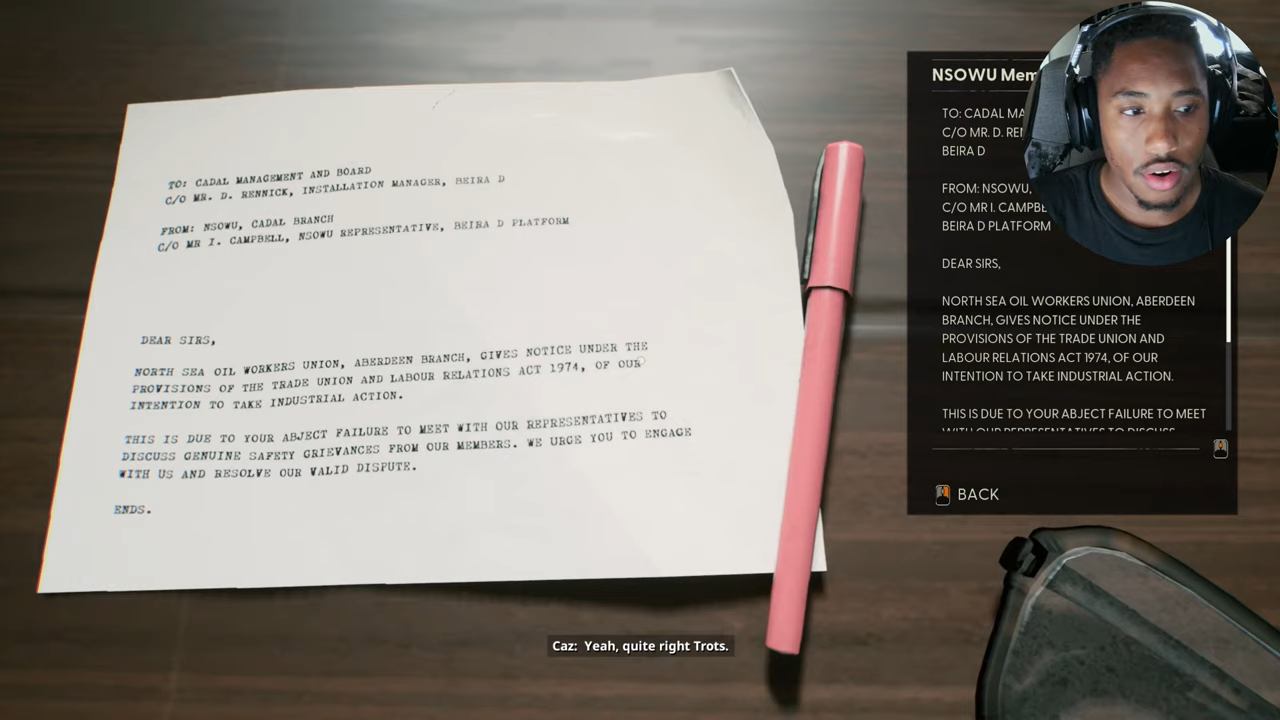 TO: CADAL MANAGEMENT AND BOARD
C/O MR. D. RENNICK, INSTALLATION MANAGER, BEIRA D
FROM: NSOWU, CADAL BRANCH
C/O MR I. CAMPBELL, NSOWU REPRESENTATIVE, BEIRA D PLATFORM
DEAR SIRS,
NORTH SEA OIL WORKERS UNION, ABERDEEN BRANCH, GIVES NOTICE UNDER THE
PROVISIONS OF THE TRADE UNION AND LABOUR RELATIONS ACT 1974, OF OUR
INTENTION TO TAKE INDUSTRIAL ACTION.
THIS IS DUE TO YOUR ABJECT FAILURE TO MEET WITH OUR REPRESENTATIVES TO
DISCUSS GENUINE SAFETY GRIEVANCES FROM OUR MEMBERS. WE URGE YOU TO ENGAGE
WITH US AND RESOLVE OUR VALID DISPUTE.
ENDS.
NSOWU Mem
TO: CADAL MA
C/O MR. D. REN
BEIRA D
FROM: NSOWU,
C/O MR I. CAMPBE
BEIRA D PLATFORM
DEAR SIRS,
NORTH SEA OIL WORKERS UNION, ABERDEEN
BRANCH, GIVES NOTICE UNDER THE
PROVISIONS OF THE TRADE UNION AND
LABOUR RELATIONS ACT 1974, OF OUR
INTENTION TO TAKE INDUSTRIAL ACTION.
THIS IS DUE TO YOUR ABJECT FAILURE TO MEET
WITH OUR REPRESENTATIVES TO DISCUSS
BACK
Caz: Yeah, quite right Trots.